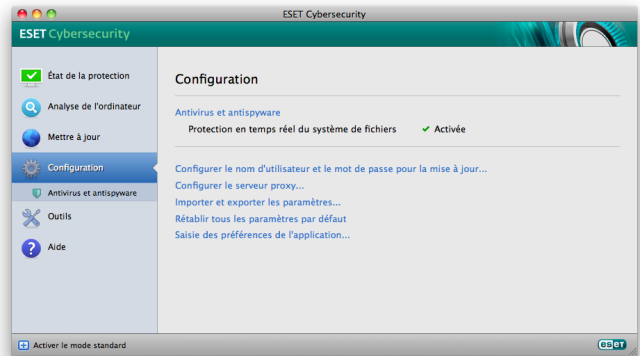 ESET Cybersecurity
ESET Cybersecurity
État de la protection
Analyse de l'ordinateur
Mettre à jour
Configuration
Antivirus et antispyware
Outils
Aide
Configuration
Antivirus et antispyware
Protection en temps réel du système de fichiers ✔ Activée
Configurer le nom d'utilisateur et le mot de passe pour la mise à jour...
Configurer le serveur proxy...
Importer et exporter les paramètres...
Rétablir tous les paramètres par défaut
Saisie des préférences de l'application...
Activer le mode standard
eseT